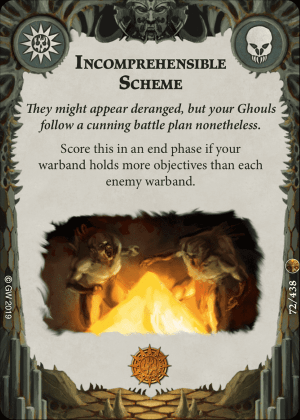 INCOMPREHENSIBLE
SCHEME
They might appear deranged, but your Ghouls
follow a cunning battle plan nonetheless.
Score this in an end phase if your
warband holds more objectives than each
enemy warband.
© GW 2019
72/438